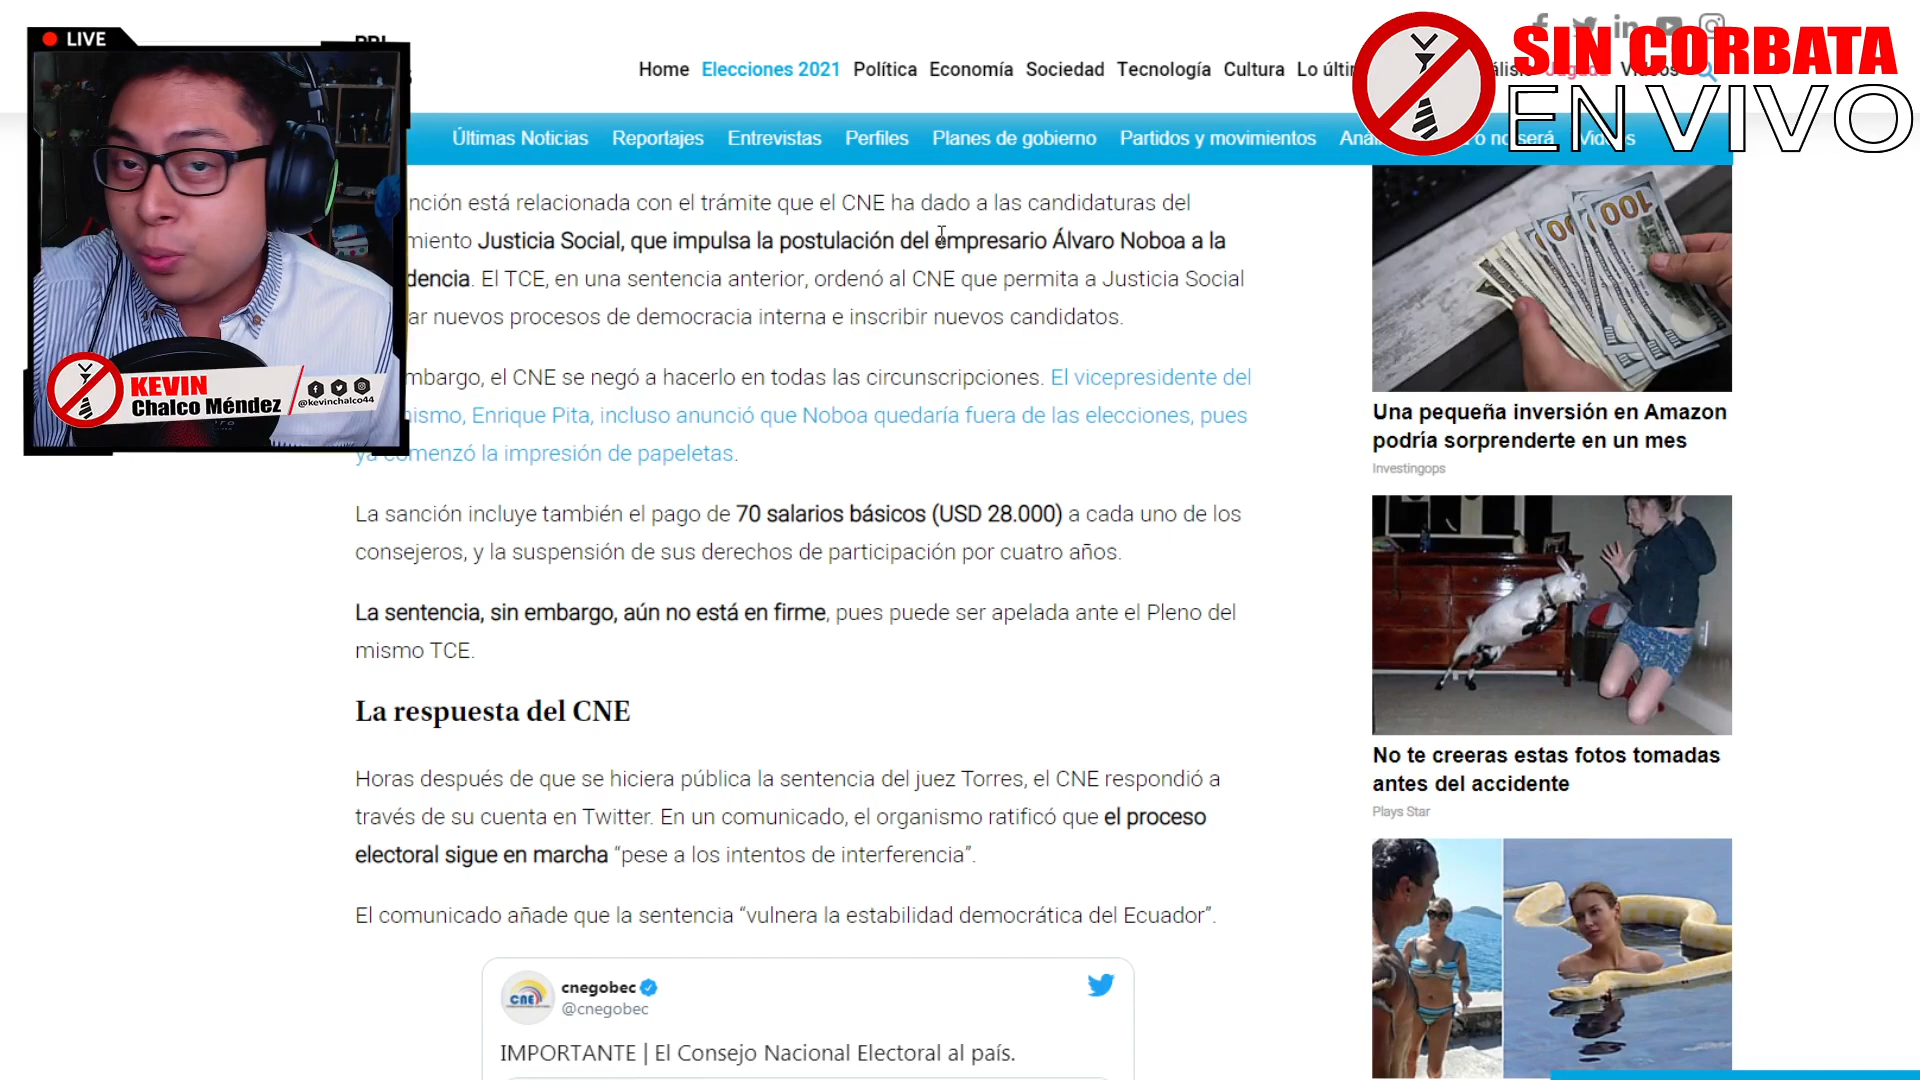 LIVE
SIN CORBATA
EN VIVO
Home Elecciones 2021 Política Economía Sociedad Tecnología Cultura Lo Videos
Últimas Noticias Reportajes Entrevistas Perfiles Planes de gobierno Partidos y movimientos
nción está relacionada con el trámite que el CNE ha dado a las candidaturas del
miento Justicia Social, que impulsa la postulación del empresario Álvaro Noboa a la
dencia. El TCE, en una sentencia anterior, ordenó al CNE que permita a Justicia Social
ar nuevos procesos de democracia interna e inscribir nuevos candidatos.
mbargo, el CNE se negó a hacerlo en todas las circunscripciones. El vicepresidente del
ismo, Enrique Pita, incluso anunció que Noboa quedaría fuera de las elecciones, pues
ya comenzó la impresión de papeletas.
KEVIN
Chalco Méndez
@kevinchalco44
La sanción incluye también el pago de 70 salarios básicos (USD 28.000) a cada uno de los
consejeros, y la suspensión de sus derechos de participación por cuatro años.
La sentencia, sin embargo, aún no está en firme, pues puede ser apelada ante el Pleno del
mismo TCE.
La respuesta del CNE
Horas después de que se hiciera pública la sentencia del juez Torres, el CNE respondió a
través de su cuenta en Twitter. En un comunicado, el organismo ratificó que el proceso
electoral sigue en marcha “pese a los intentos de interferencia”.
El comunicado añade que la sentencia “vulnera la estabilidad democrática del Ecuador”.
CNE
cnegobec
@cnegobec
IMPORTANTE | El Consejo Nacional Electoral al país.
Una pequeña inversión en Amazon
podría sorprenderte en un mes
Investingops
No te creeras estas fotos tomadas
antes del accidente
Plays Star